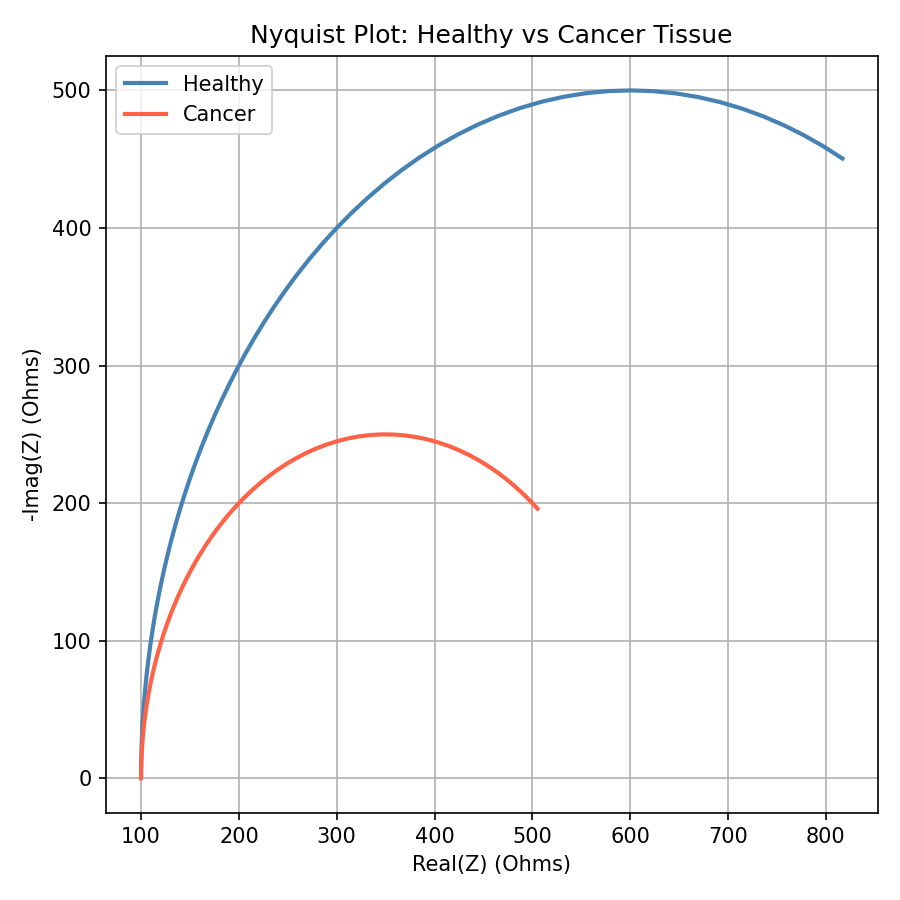 Nyquist Plot: Healthy vs Cancer Tissue
Healthy
Cancer
500
400
300
200
100
0
-Imag(Z) (Ohms)
100 200 300 400 500 600 700 800
Real(Z) (Ohms)